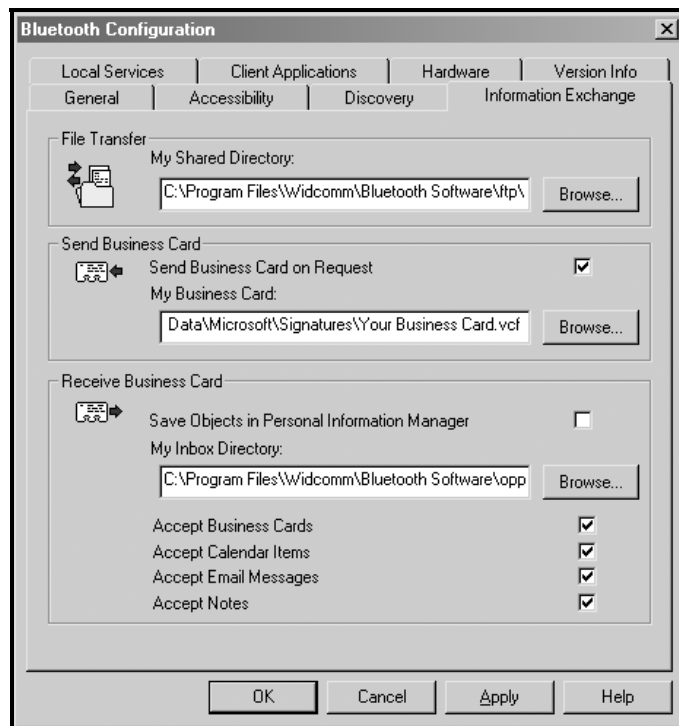 Bluetooth Configuration
Local Services
Client Applications
Hardware
Version Info
General
Accessibility
Discovery
Information Exchange
File Transfer
My Shared Directory:
C:\Program Files\Widcomm\Bluetooth Software\ftp\
Browse...
Send Business Card
Send Business Card on Request
My Business Card:
Data\Microsoft\Signatures\Your Business Card.vcf
Browse...
Receive Business Card
Save Objects in Personal Information Manager
My Inbox Directory:
C:\Program Files\Widcomm\Bluetooth Software\opp
Browse...
Accept Business Cards
Accept Calendar Items
Accept Email Messages
Accept Notes
OK
Cancel
Apply
Help